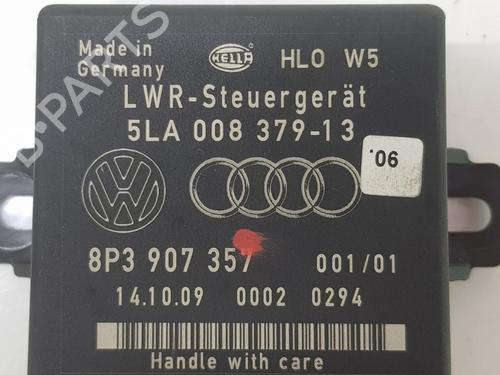 Made in
Germany
HELLA
HLO W5
LWR-Steuergerät
5LA 008 379-13
06.
8P3 907 357
001/01
14.10.09 0002 0294
Handle with care
D-PARTS